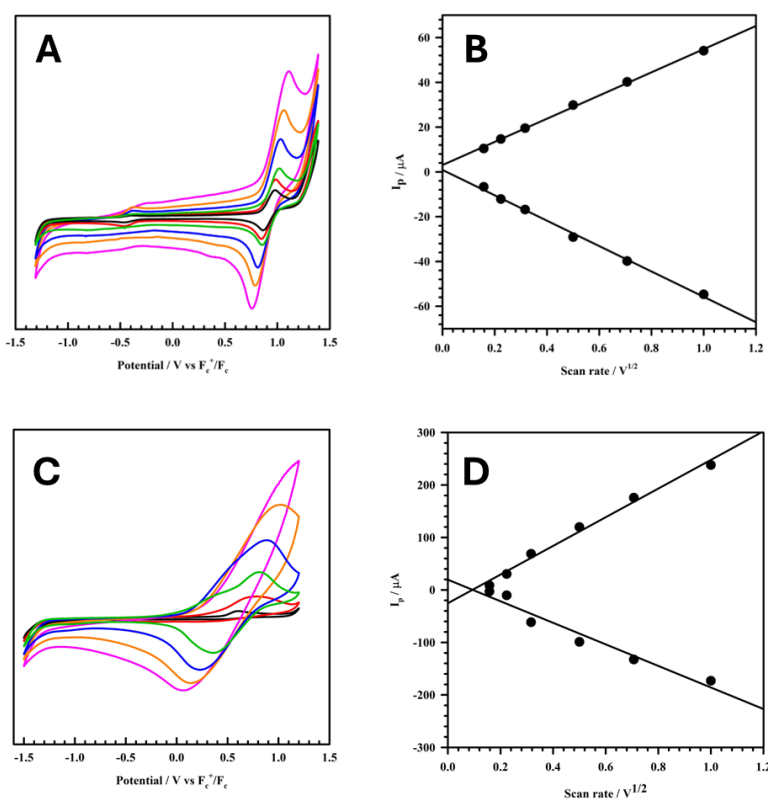 A
-1.5 -1.0 -0.5 0.0 0.5 1.0 1.5
Potential / V vs Fc+/Fc
B
60
40
20
0
-20
-40
-60
0.0 0.2 0.4 0.6 0.8 1.0 1.2
Ip / µA
Scan rate / V1/2
C
-1.5 -1.0 -0.5 0.0 0.5 1.0 1.5
Potential / V vs Fc+/Fc
D
300
200
100
0
-100
-200
-300
0.0 0.2 0.4 0.6 0.8 1.0 1.2
Ip / µA
Scan rate / V1/2